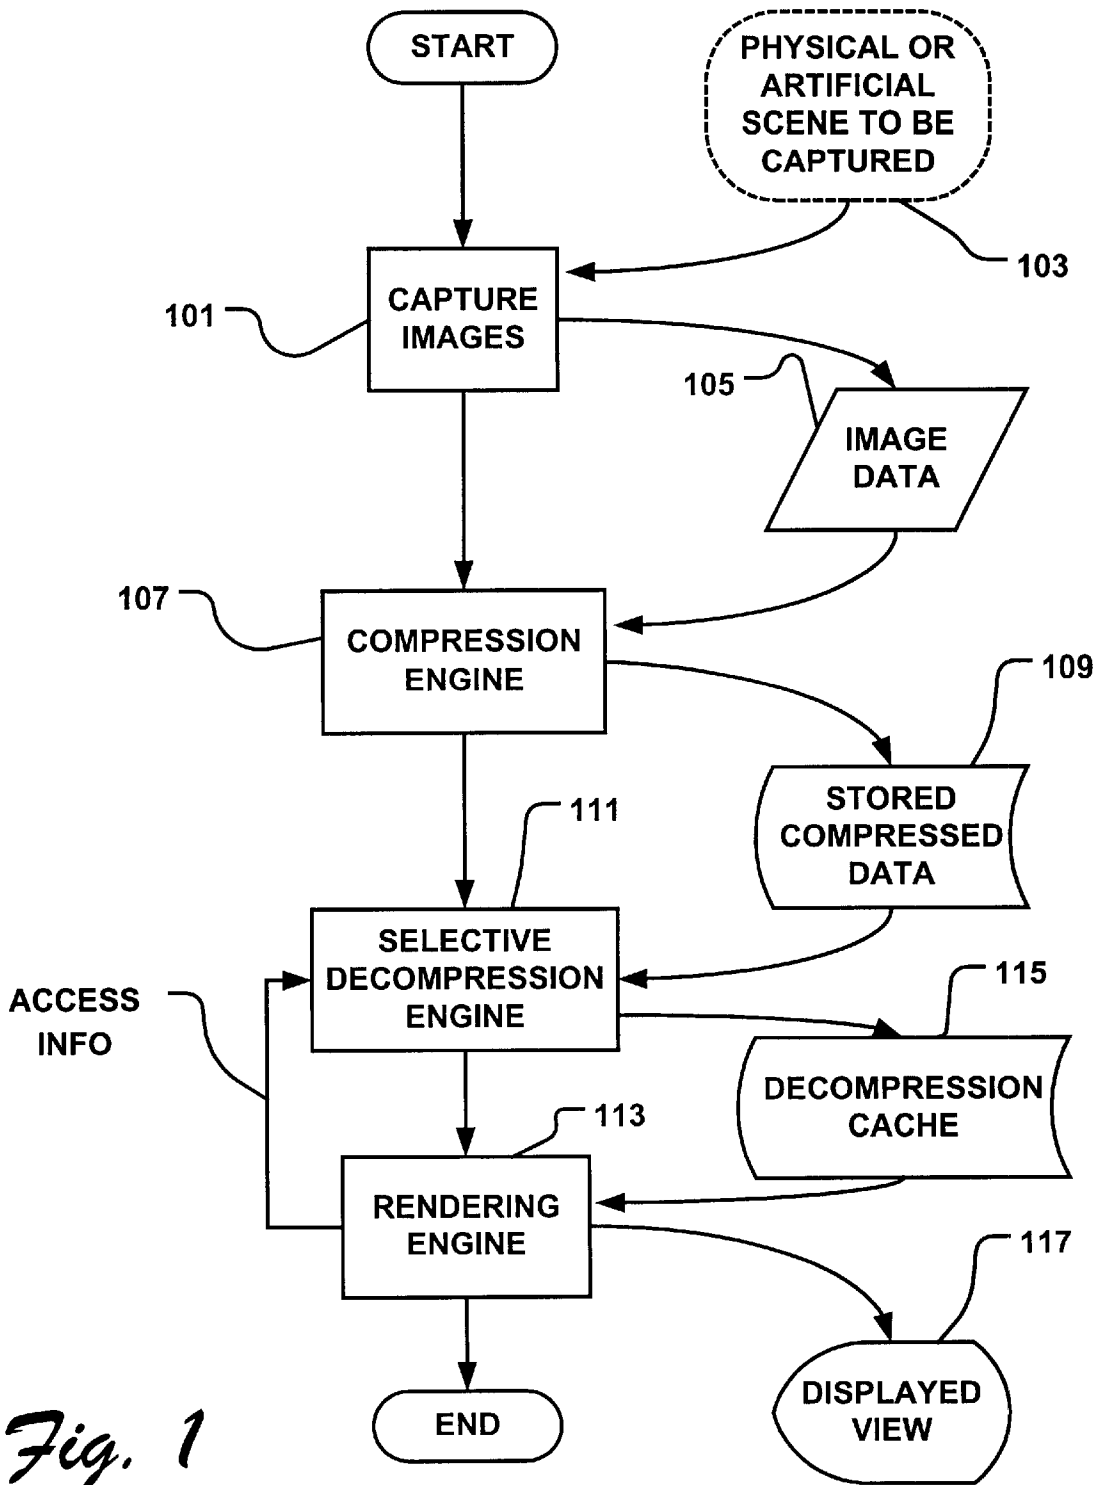 START
PHYSICAL OR
ARTIFICIAL
SCENE TO BE
CAPTURED
103
CAPTURE
IMAGES
101
105
IMAGE
DATA
107
COMPRESSION
ENGINE
109
STORED
COMPRESSED
DATA
111
SELECTIVE
DECOMPRESSION
ENGINE
ACCESS
INFO
115
DECOMPRESSION
CACHE
113
RENDERING
ENGINE
117
DISPLAYED
VIEW
END
Fig. 1